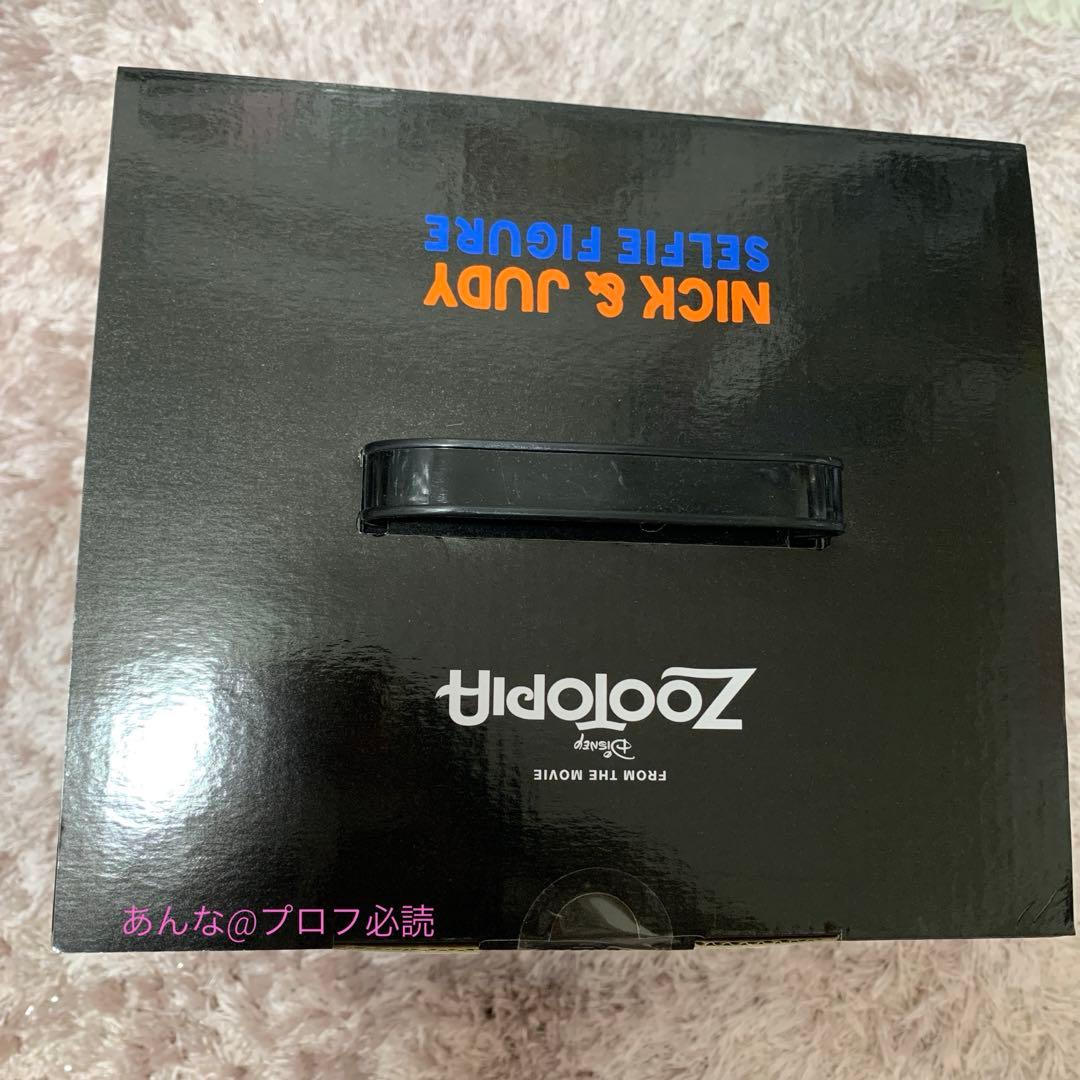 FROM THE MOVIE
Disney
ZOOTOPIA
NICK & JUDY
SELFIE FIGURE
あんな@プロフ必読